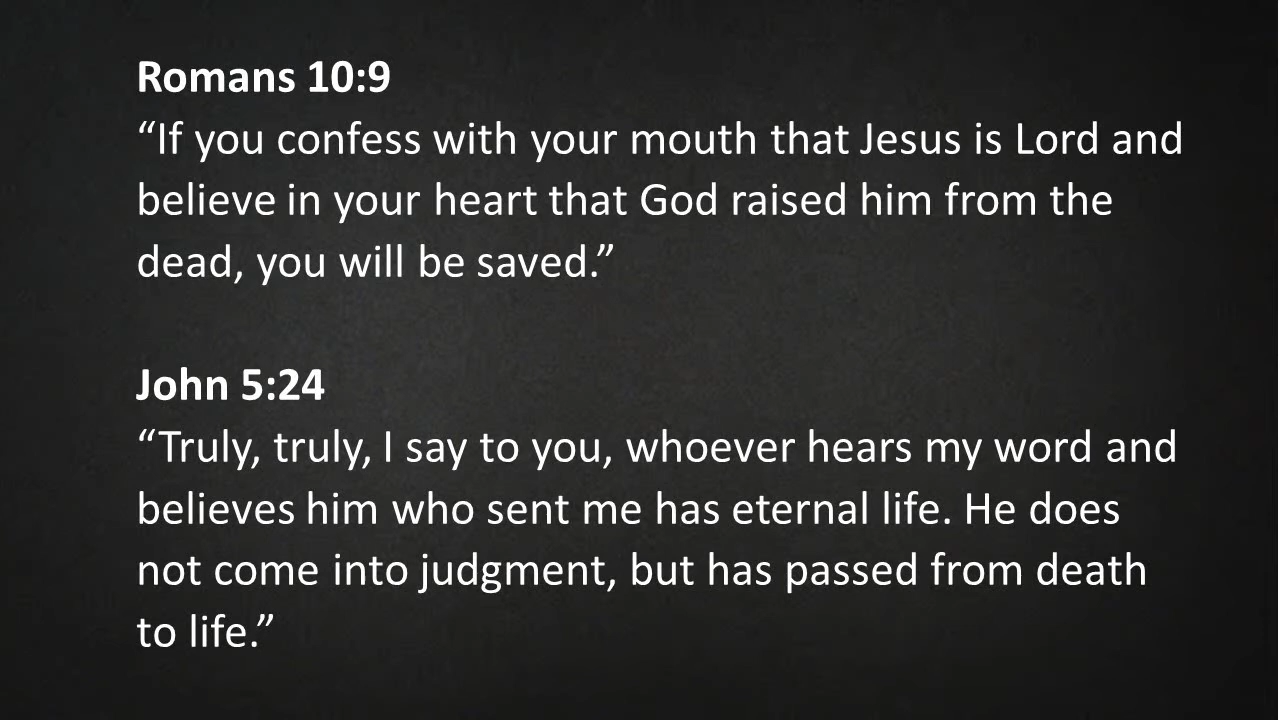 Romans 10:9
“If you confess with your mouth that Jesus is Lord and
believe in your heart that God raised him from the
dead, you will be saved.”
John 5:24
“Truly, truly, I say to you, whoever hears my word and
believes him who sent me has eternal life. He does
not come into judgment, but has passed from death
to life.”